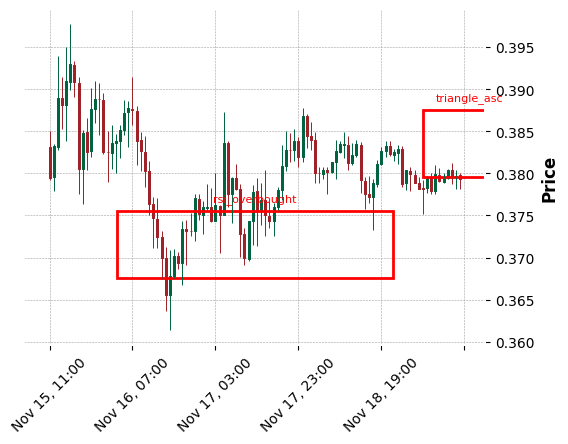 0.395
triangle_asc
0.390
0.385
0.380
rsi_overbought
0.375
0.370
0.365
0.360
Price
Nov 15, 11:00
Nov 16, 07:00
Nov 17, 03:00
Nov 17, 23:00
Nov 18, 19:00